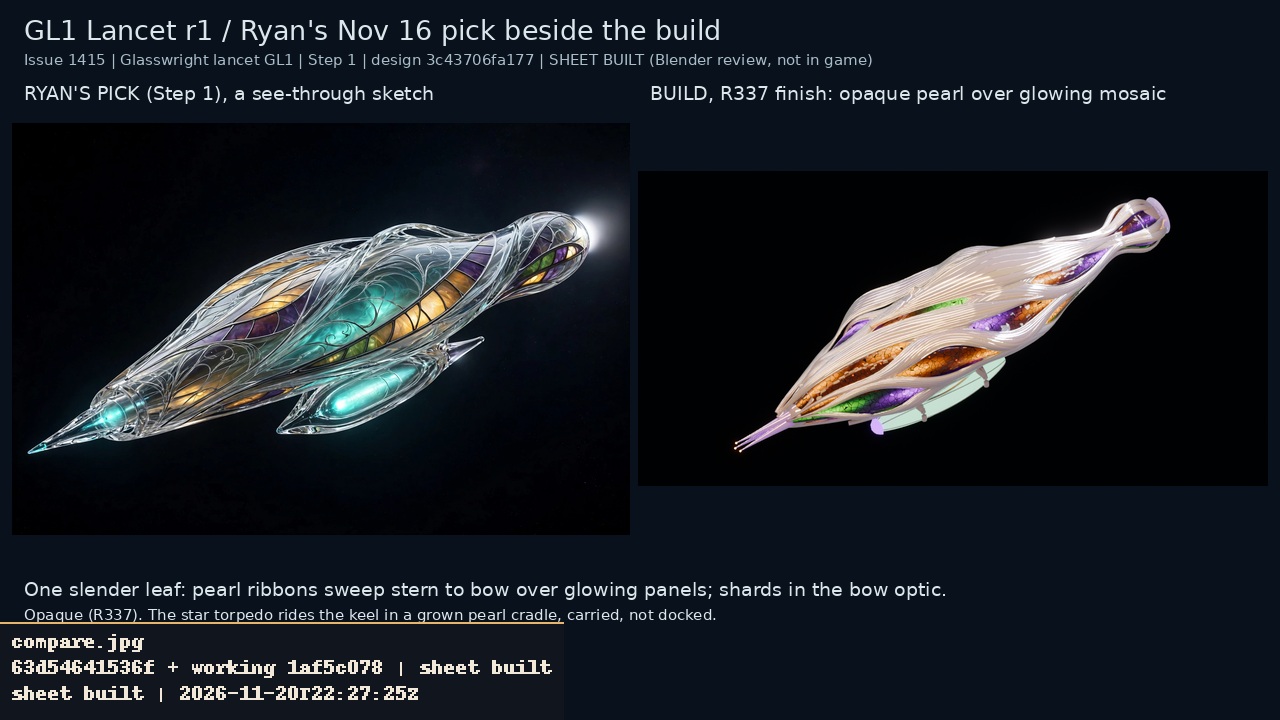 GL1 Lancet r1 / Ryan's Nov 16 pick beside the build
Issue 1415 | Glasswright lancet GL1 | Step 1 | design 3c43706fa177 | SHEET BUILT (Blender review, not in game)
RYAN'S PICK (Step 1), a see-through sketch
BUILD, R337 finish: opaque pearl over glowing mosaic
One slender leaf: pearl ribbons sweep stern to bow over glowing panels; shards in the bow optic.
Opaque (R337). The star torpedo rides the keel in a grown pearl cradle, carried, not docked.
compare.jpg
63d54641536f + working 1af5c078 | sheet built
sheet built | 2026-11-20T22:27:25Z